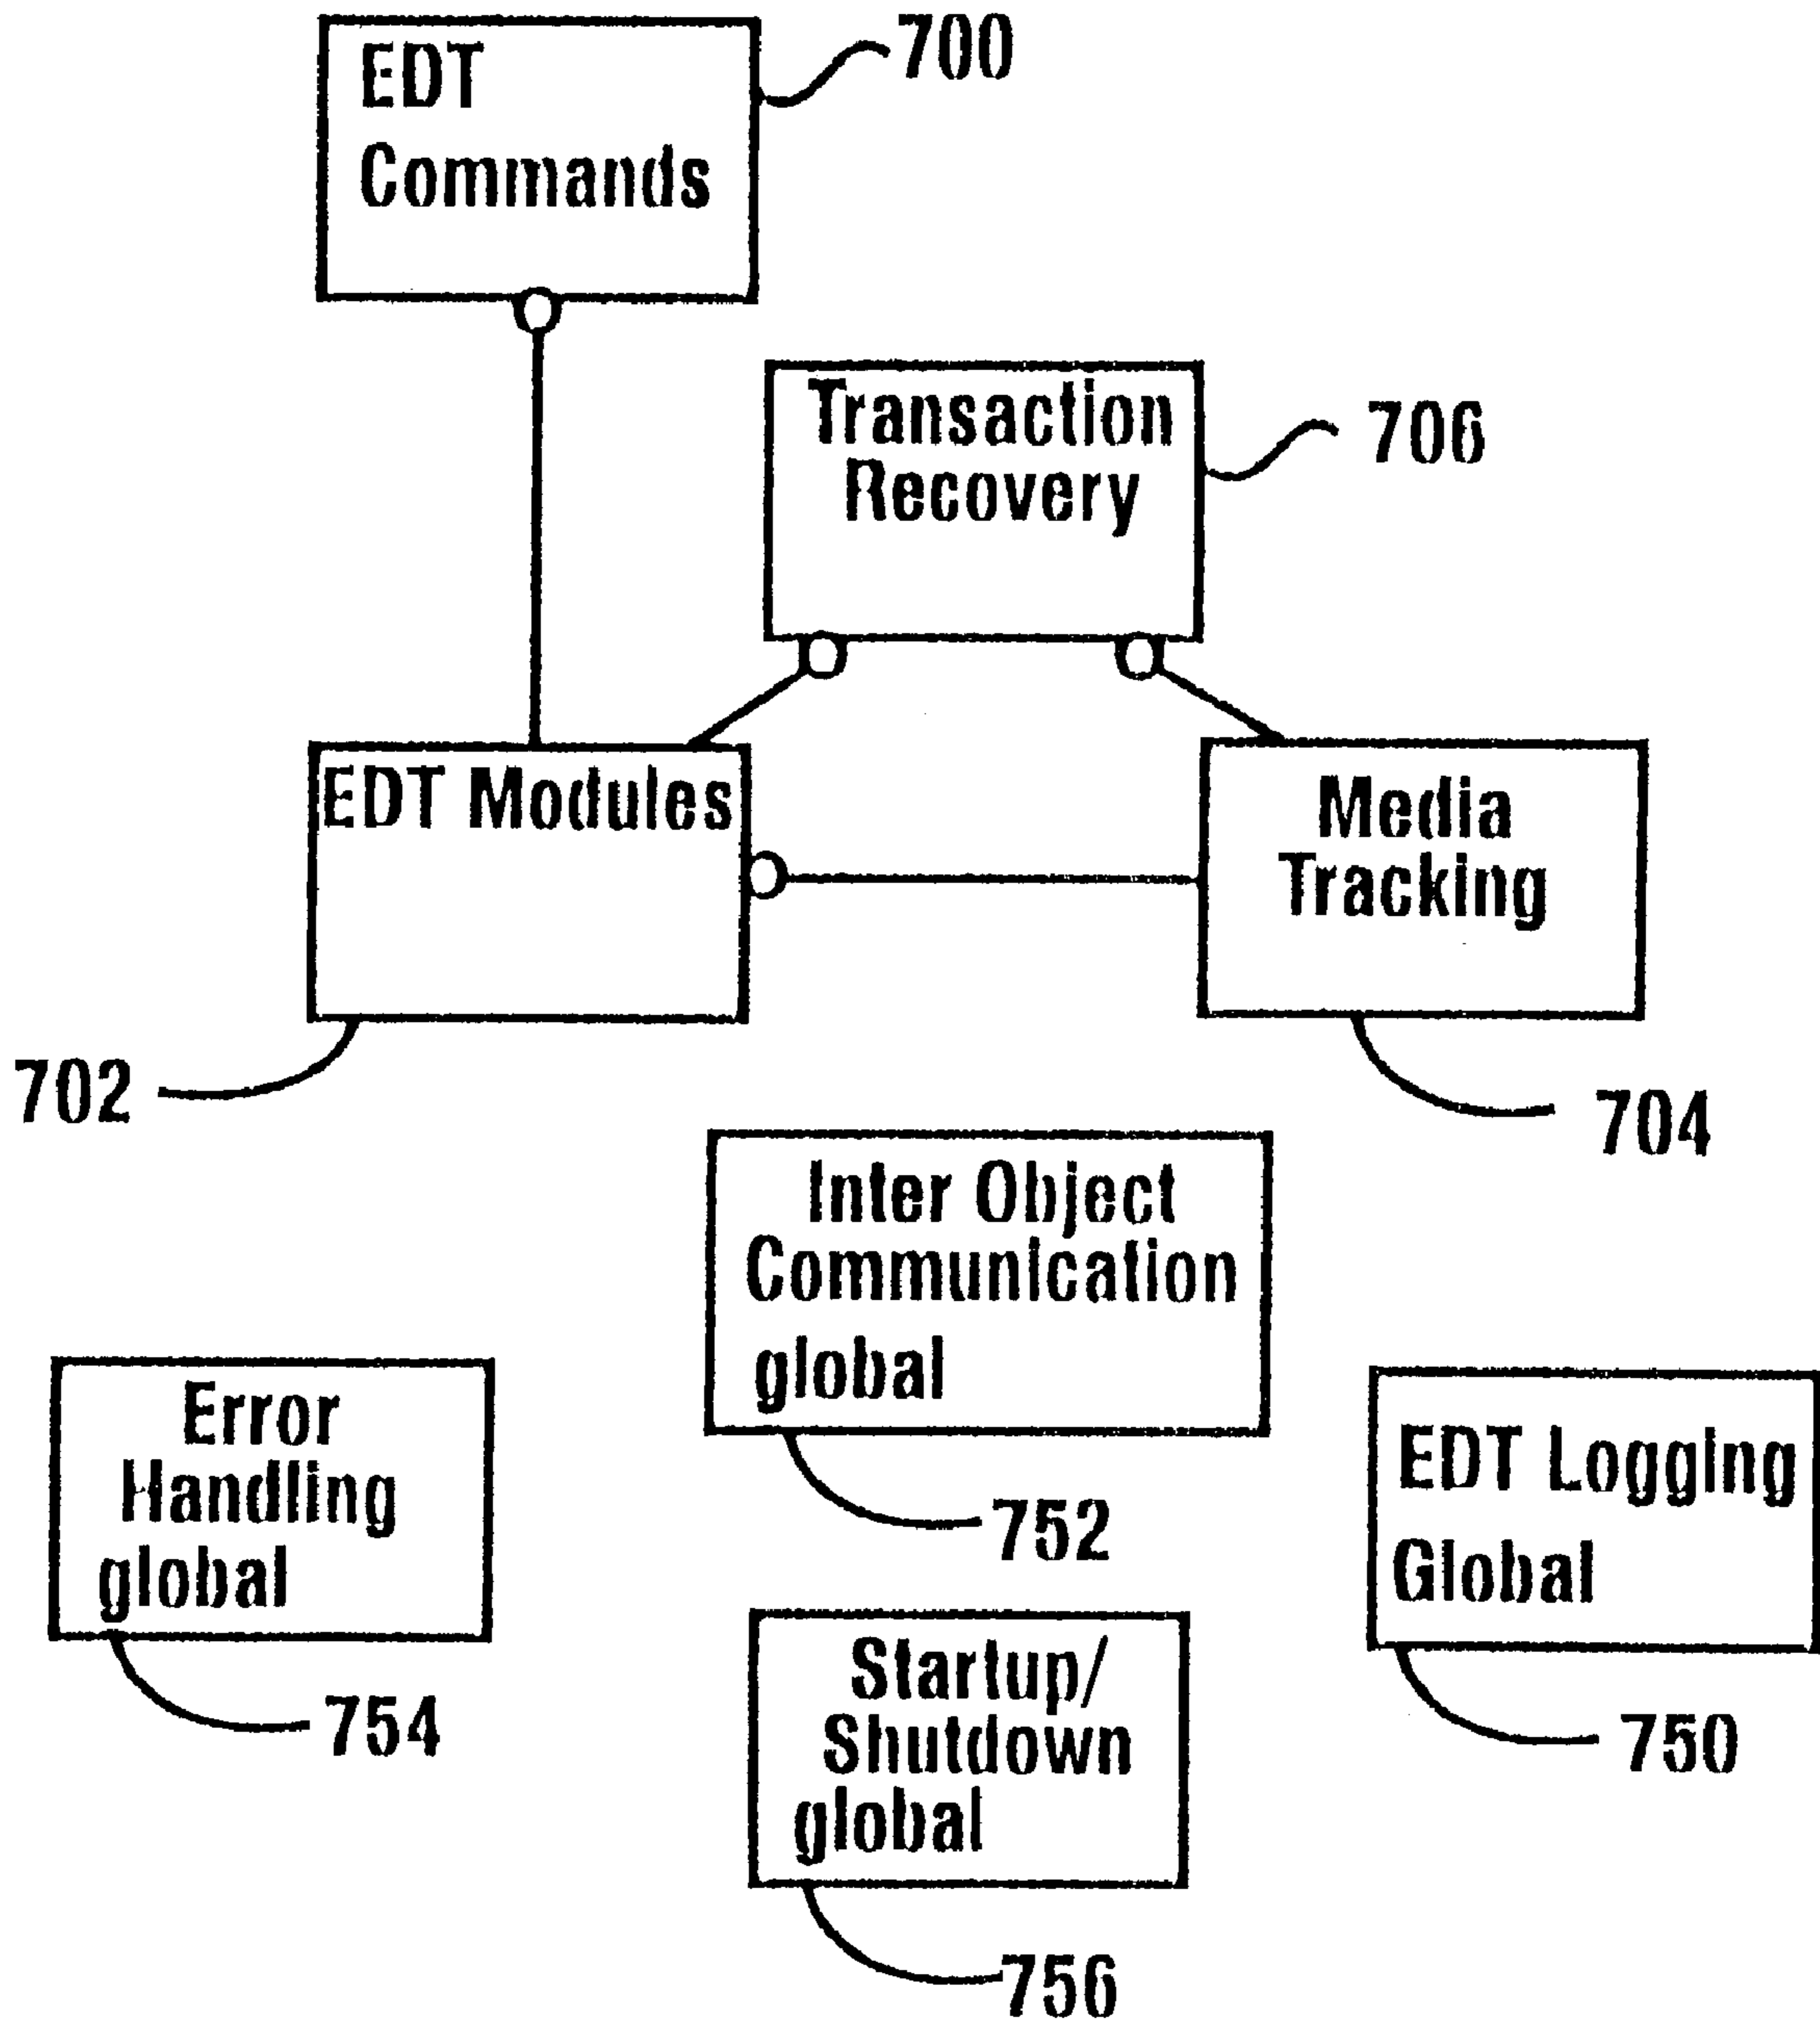 EDT
Commands
700
Transaction
Recovery
706
EDT Modules
Media
Tracking
702
704
Inter Object
Communication
global
752
Error
Handling
global
754
EDT Logging
Global
750
Startup/
Shutdown
global
756